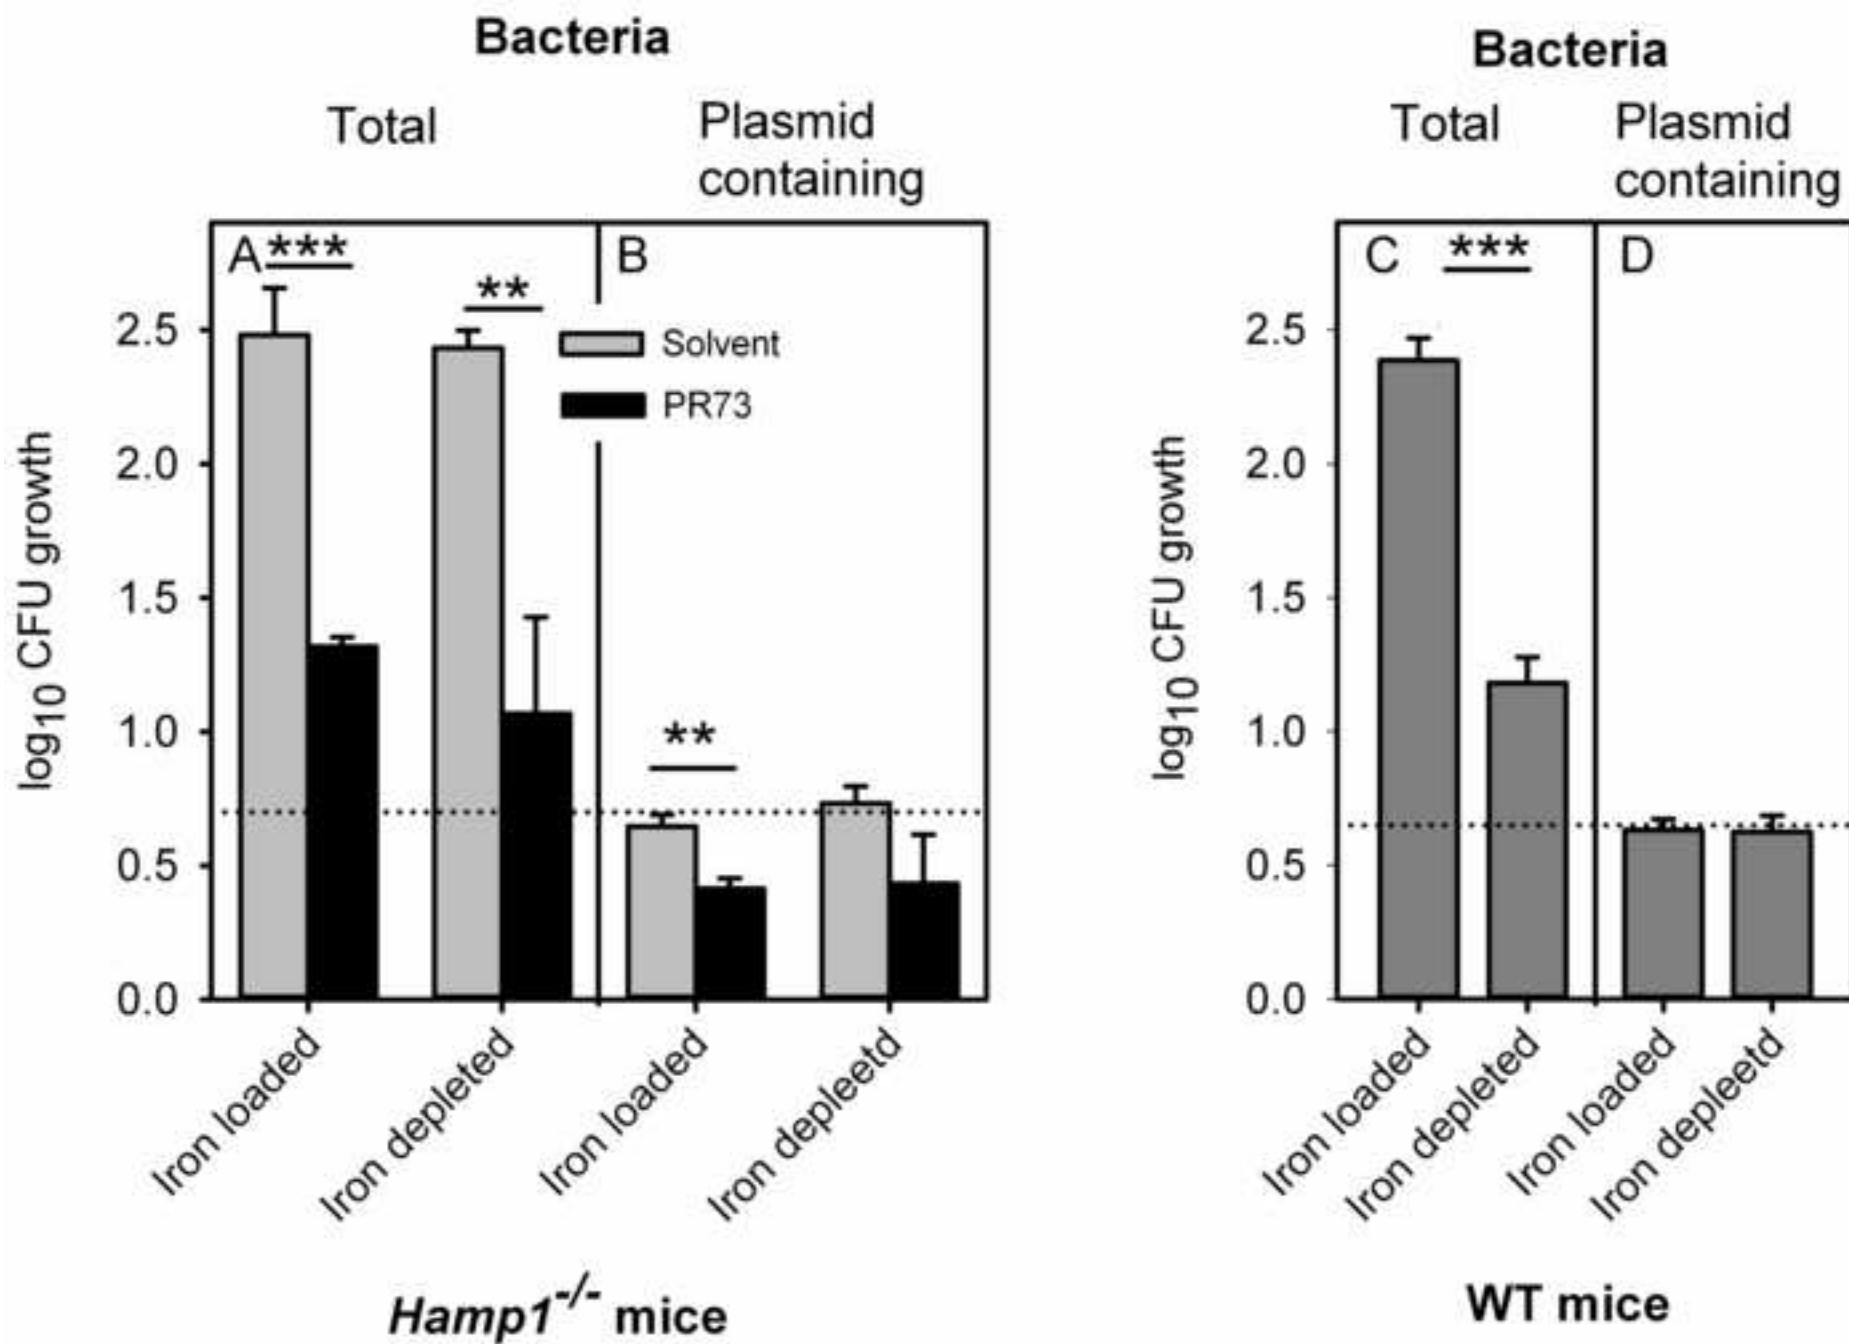 Bacteria
Total
Plasmid
containing
A
***
**
B
Solvent
PR73
**
2.5
2.0
1.5
1.0
0.5
0.0
log10 CFU growth
Iron loaded
Iron depleted
Iron loaded
Iron depleetd
Hamp1-/- mice
Bacteria
Total
Plasmid
containing
C
***
D
2.5
2.0
1.5
1.0
0.5
0.0
log10 CFU growth
Iron loaded
Iron depleted
Iron loaded
Iron depleetd
WT mice